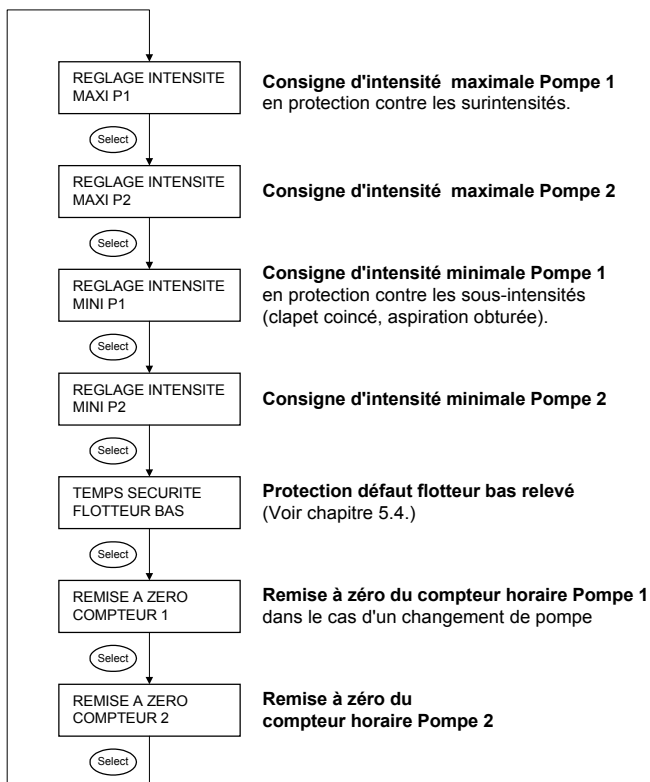 REGLAGE INTENSITE
MAXI P1
Consigne d'intensité maximale Pompe 1
en protection contre les surintensités.
Select
REGLAGE INTENSITE
MAXI P2
Consigne d'intensité maximale Pompe 2
Select
REGLAGE INTENSITE
MINI P1
Consigne d'intensité minimale Pompe 1
en protection contre les sous-intensités
(clapet coincé, aspiration obturée).
Select
REGLAGE INTENSITE
MINI P2
Consigne d'intensité minimale Pompe 2
Select
TEMPS SECURITE
FLOTTEUR BAS
Protection défaut flotteur bas relevé
(Voir chapitre 5.4.)
Select
REMISE A ZERO
COMPTEUR 1
Remise à zéro du compteur horaire Pompe 1
dans le cas d'un changement de pompe
Select
REMISE A ZERO
COMPTEUR 2
Remise à zéro du
compteur horaire Pompe 2
Select